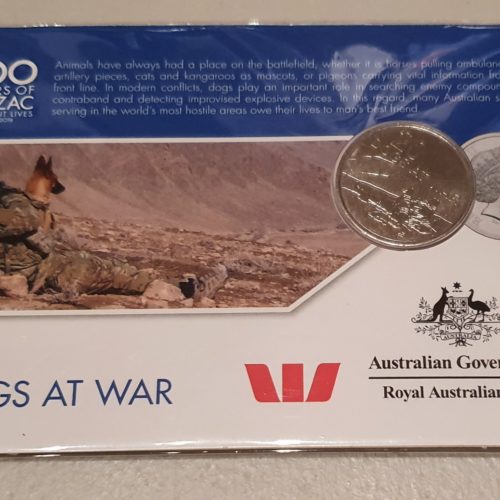 00
RS OF
ZAC
T LIVES
Animals have always had a place on the battlefield, whether it is horses pulling ambulan
artillery pieces, cats and kangaroos as mascots, or pigeons carrying vital information fro
front line. In modern conflicts, dogs play an important role in searching enemy compoun
contraband and detecting improvised explosive devices. In this regard, many Australian s
serving in the world's most hostile areas owe their lives to man's best friend.
GS AT WAR
Australian Gover
Royal Australian